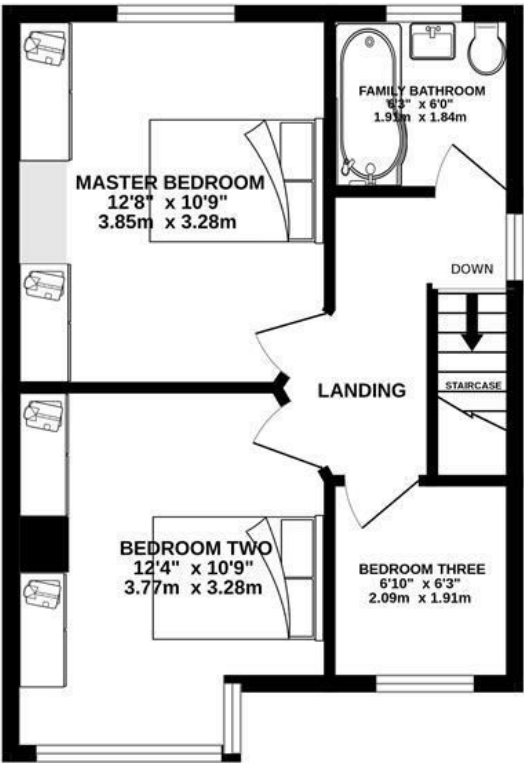 FAMILY BATHROOM
6'3" x 6'0"
1.91m x 1.84m
MASTER BEDROOM
12'8" x 10'9"
3.85m x 3.28m
DOWN
STAIRCASE
LANDING
BEDROOM TWO
12'4" x 10'9"
3.77m x 3.28m
BEDROOM THREE
6'10" x 6'3"
2.09m x 1.91m